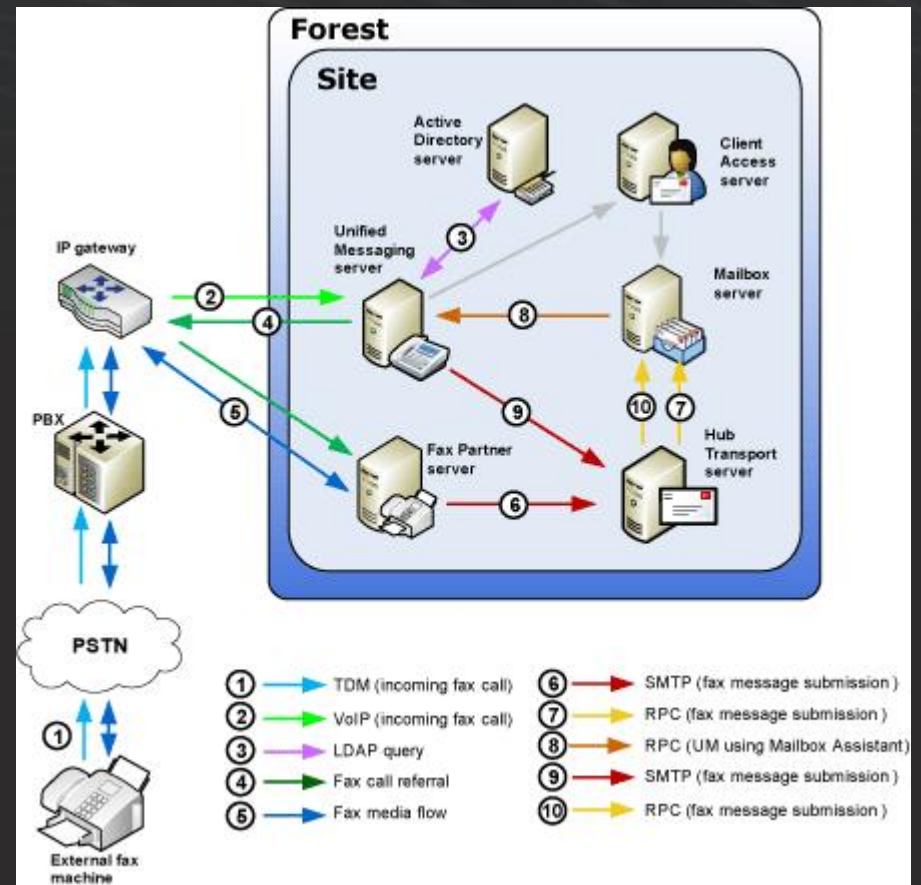 Forest
Site
Active
Directory
server
Client
Access
server
Unified
Messaging
server
3
IP gateway
Mailbox
server
2
4
8
5
9
10
7
PBX
Fax Partner
server
Hub
Transport
server
6
PSTN
1
External fax
machine
1 TDM (incoming fax call)
2 VoIP (incoming fax call)
3 LDAP query
4 Fax call referral
5 Fax media flow
6 SMTP (fax message submission )
7 RPC (fax message submission )
8 RPC (UM using Mailbox Assistant)
9 SMTP (fax message submission )
10 RPC (fax message submission )